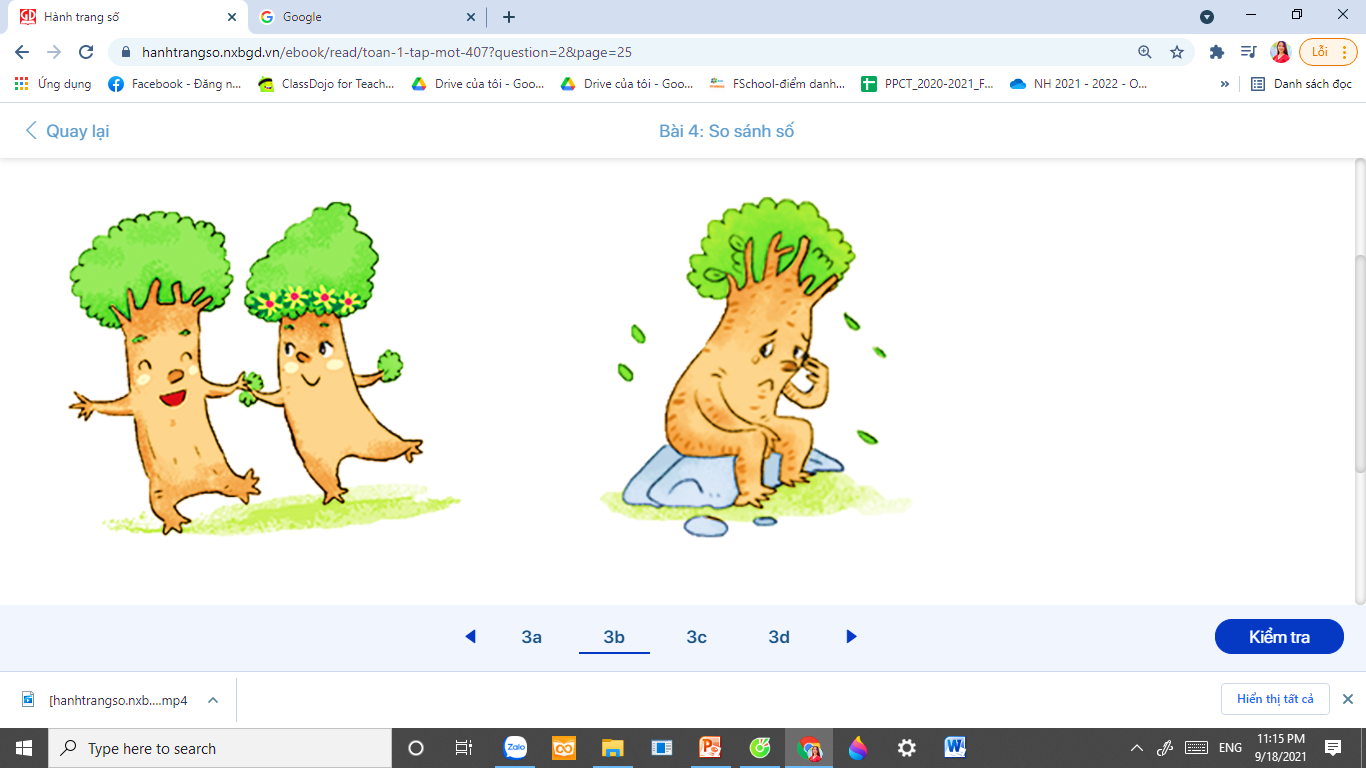 Hành trang số
Google
hanhtrangso.nxbgd.vn/ebook/read/toan-1-tap-mot-407?question=2&page=25
Lỗi
Ứng dụng
Facebook - Đăng n...
ClassDojo for Teach...
Drive của tôi - Goo...
Drive của tôi - Goo...
FSchool-điểm danh...
PPCT_2020-2021_F...
NH 2021 - 2022 - O...
»
Danh sách đọc
Quay lại
Bài 4: So sánh số
3a
3b
3c
3d
Kiểm tra
[hanhtrangso.nxb....mp4
Hiển thị tất cả
Type here to search
Zalo
ENG
11:15 PM
9/18/2021